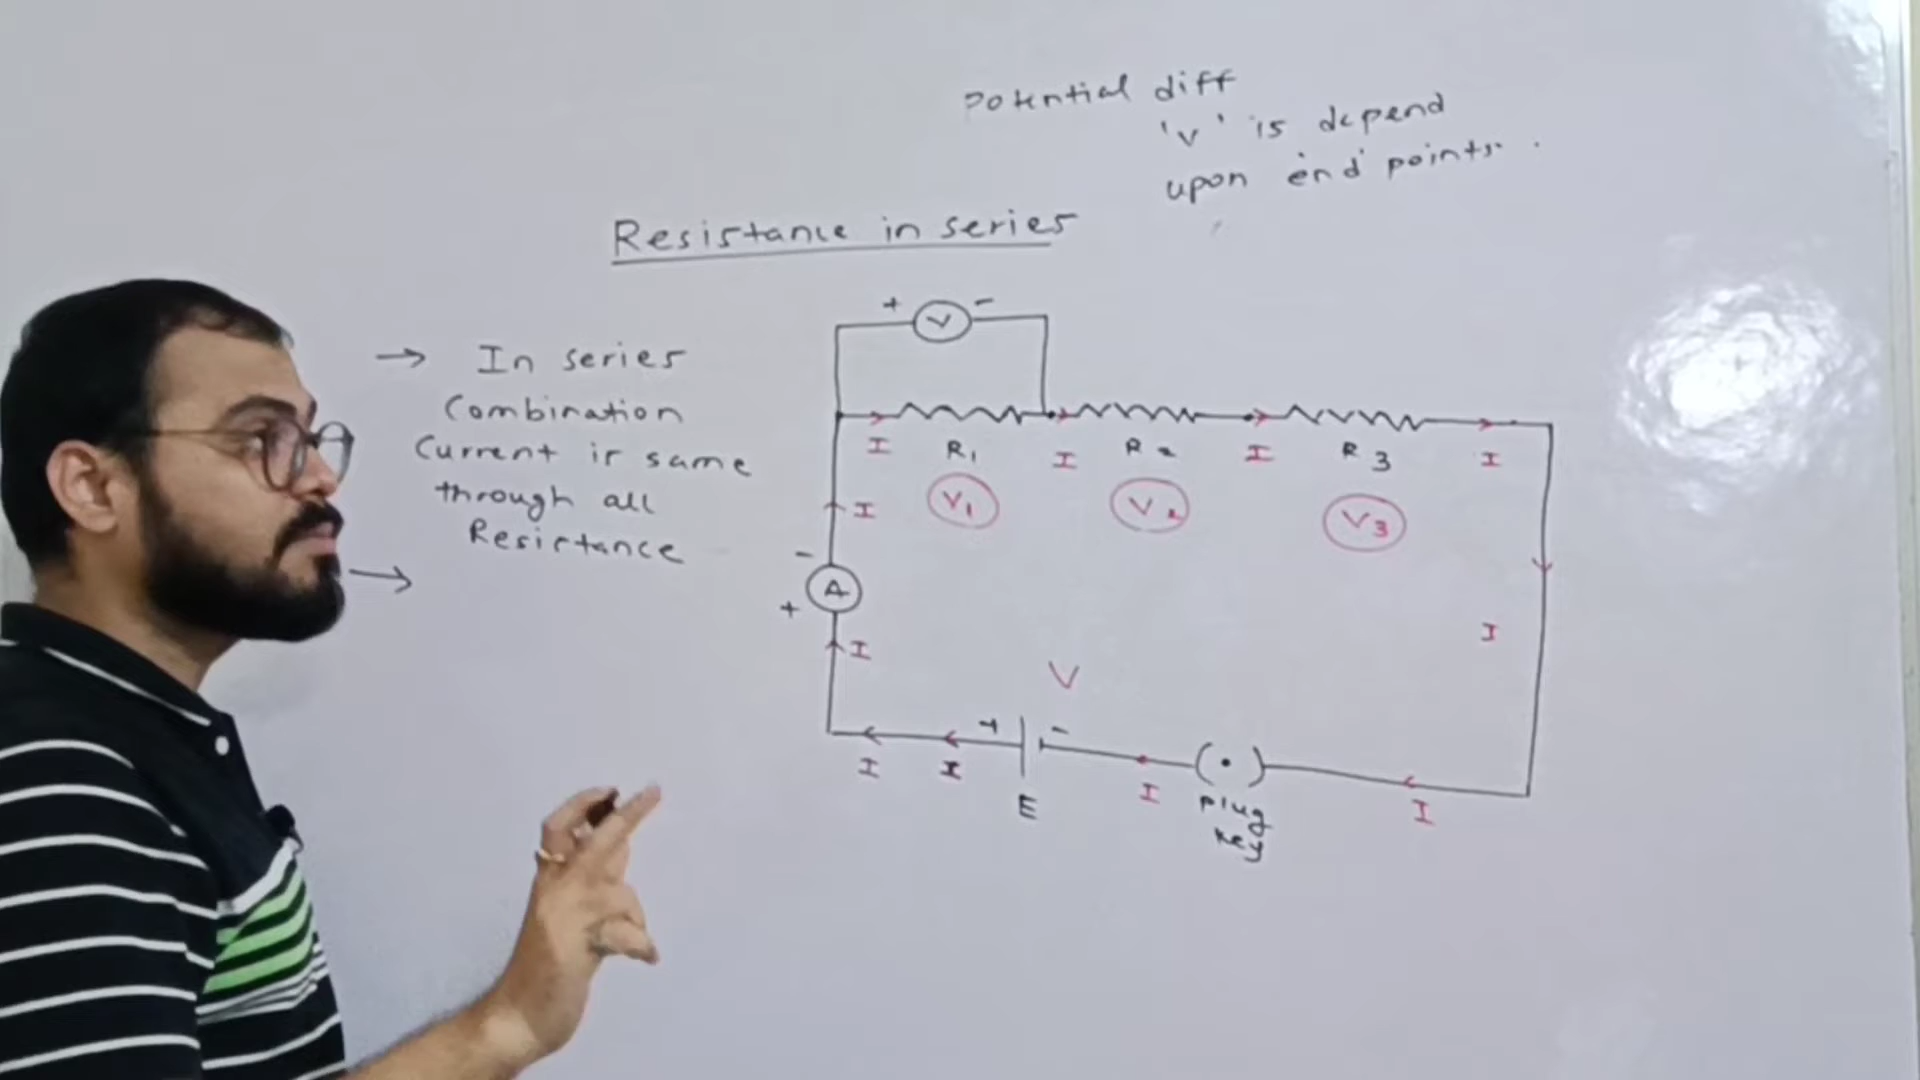 Potential diff
'V' is depend
upon end points.
Resistance in series
→ In series
Combination
Current is same
through all
Resistance
→
+ V -
I R1 I R2 I R3 I
V1 V2 V3
I
-
A
+
I
I
V
+ -
I I E I plug key I